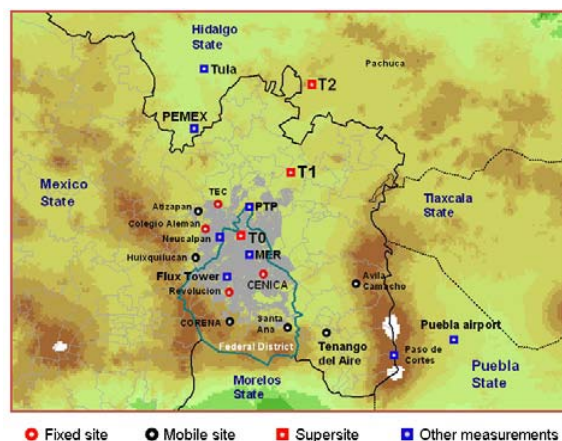 Hidalgo
State
Tula
Pachuca
T2
PEMEX
Mexico
State
T1
Tlaxcala
State
TEC
Atizapan
PTP
Colegio Aleman
Neucalpan
T0
Huixquilucan
MER
Flux Tower
CENICA
Avila
Camacho
Revolucion
CORENA
Santa
Ana
Tenango
del Aire
Puebla airport
Federal District
Paso de
Cortes
Puebla
State
Morelos
State
Fixed site
Mobile site
Supersite
Other measurements